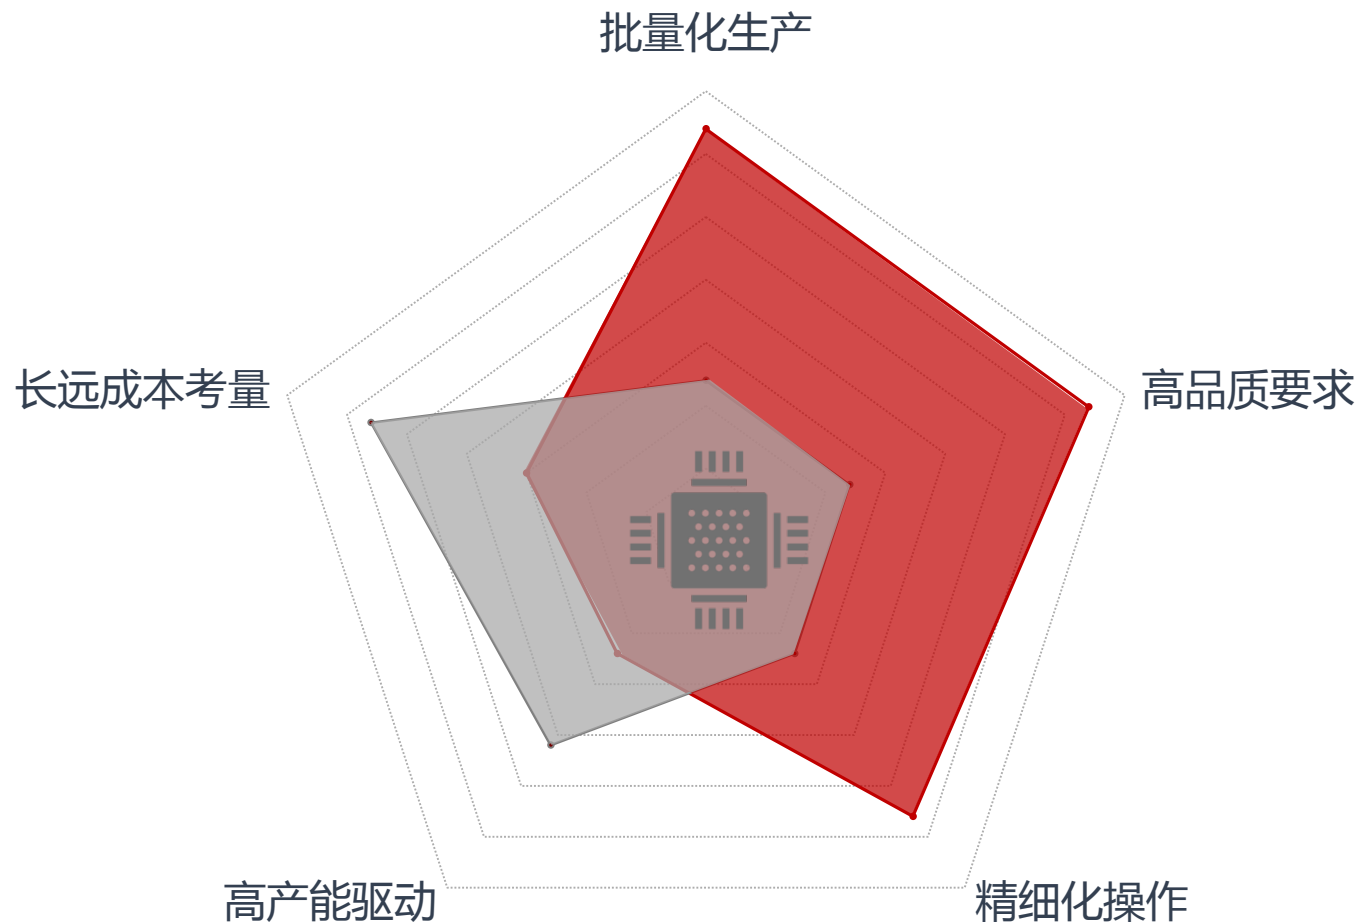 批量化生产
长远成本考量
高品质要求
高产能驱动
精细化操作